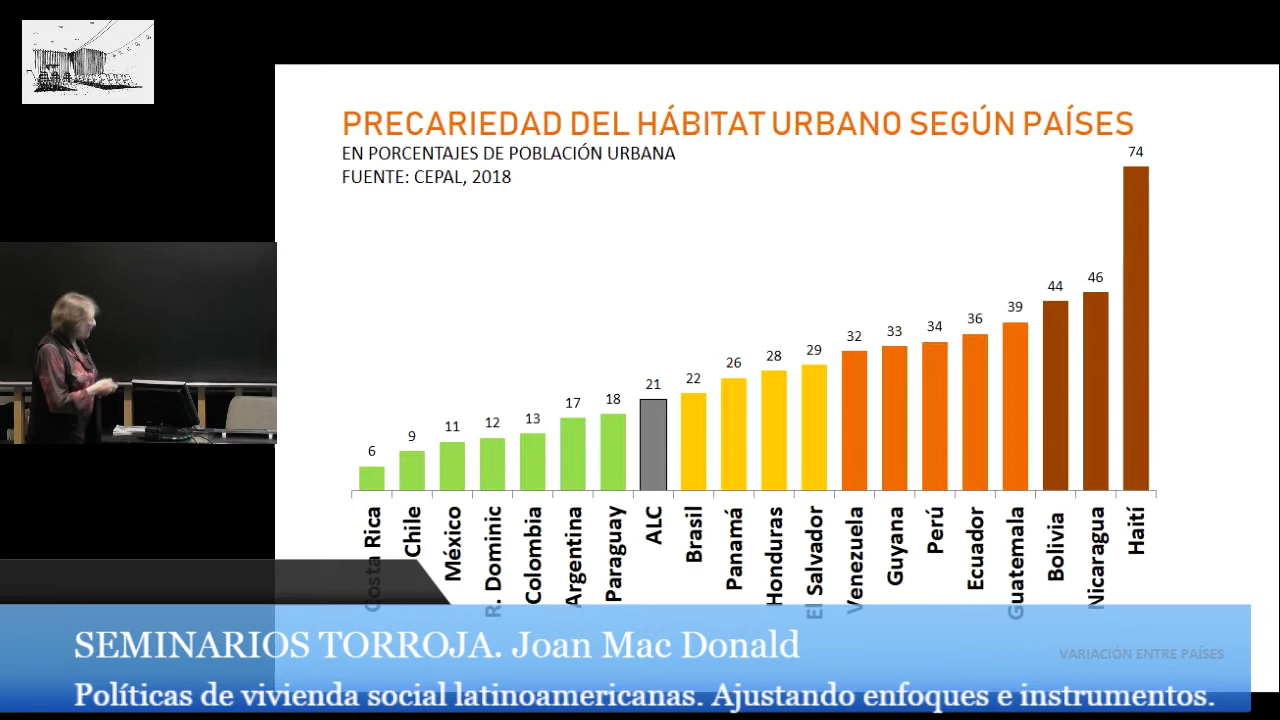 PRECARIEDAD DEL HÁBITAT URBANO SEGÚN PAÍSES
EN PORCENTAJES DE POBLACIÓN URBANA
FUENTE: CEPAL, 2018
6
9
11
12
13
17
18
21
22
26
28
29
32
33
34
36
39
44
46
74
Costa Rica
Chile
México
R. Dominic
Colombia
Argentina
Paraguay
ALC
Brasil
Panamá
Honduras
El Salvador
Venezuela
Guyana
Perú
Ecuador
Guatemala
Bolivia
Nicaragua
Haití
VARIACIÓN ENTRE PAÍSES
SEMINARIOS TORROJA. Joan Mac Donald
Políticas de vivienda social latinoamericanas. Ajustando enfoques e instrumentos.